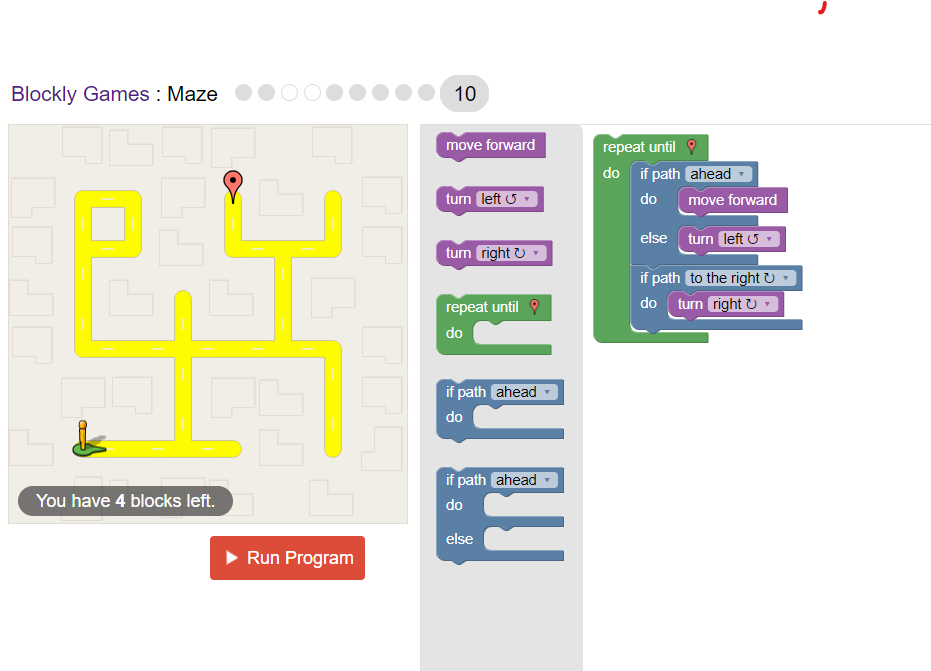 Blockly Games : Maze 10
move forward
turn left ↺ ▾
turn right ↻ ▾
repeat until
do
if path ahead ▾
do
if path ahead ▾
do
else
repeat until
do if path ahead ▾
do move forward
else turn left ↺ ▾
if path to the right ↻ ▾
do turn right ↻ ▾
You have 4 blocks left.
Run Program